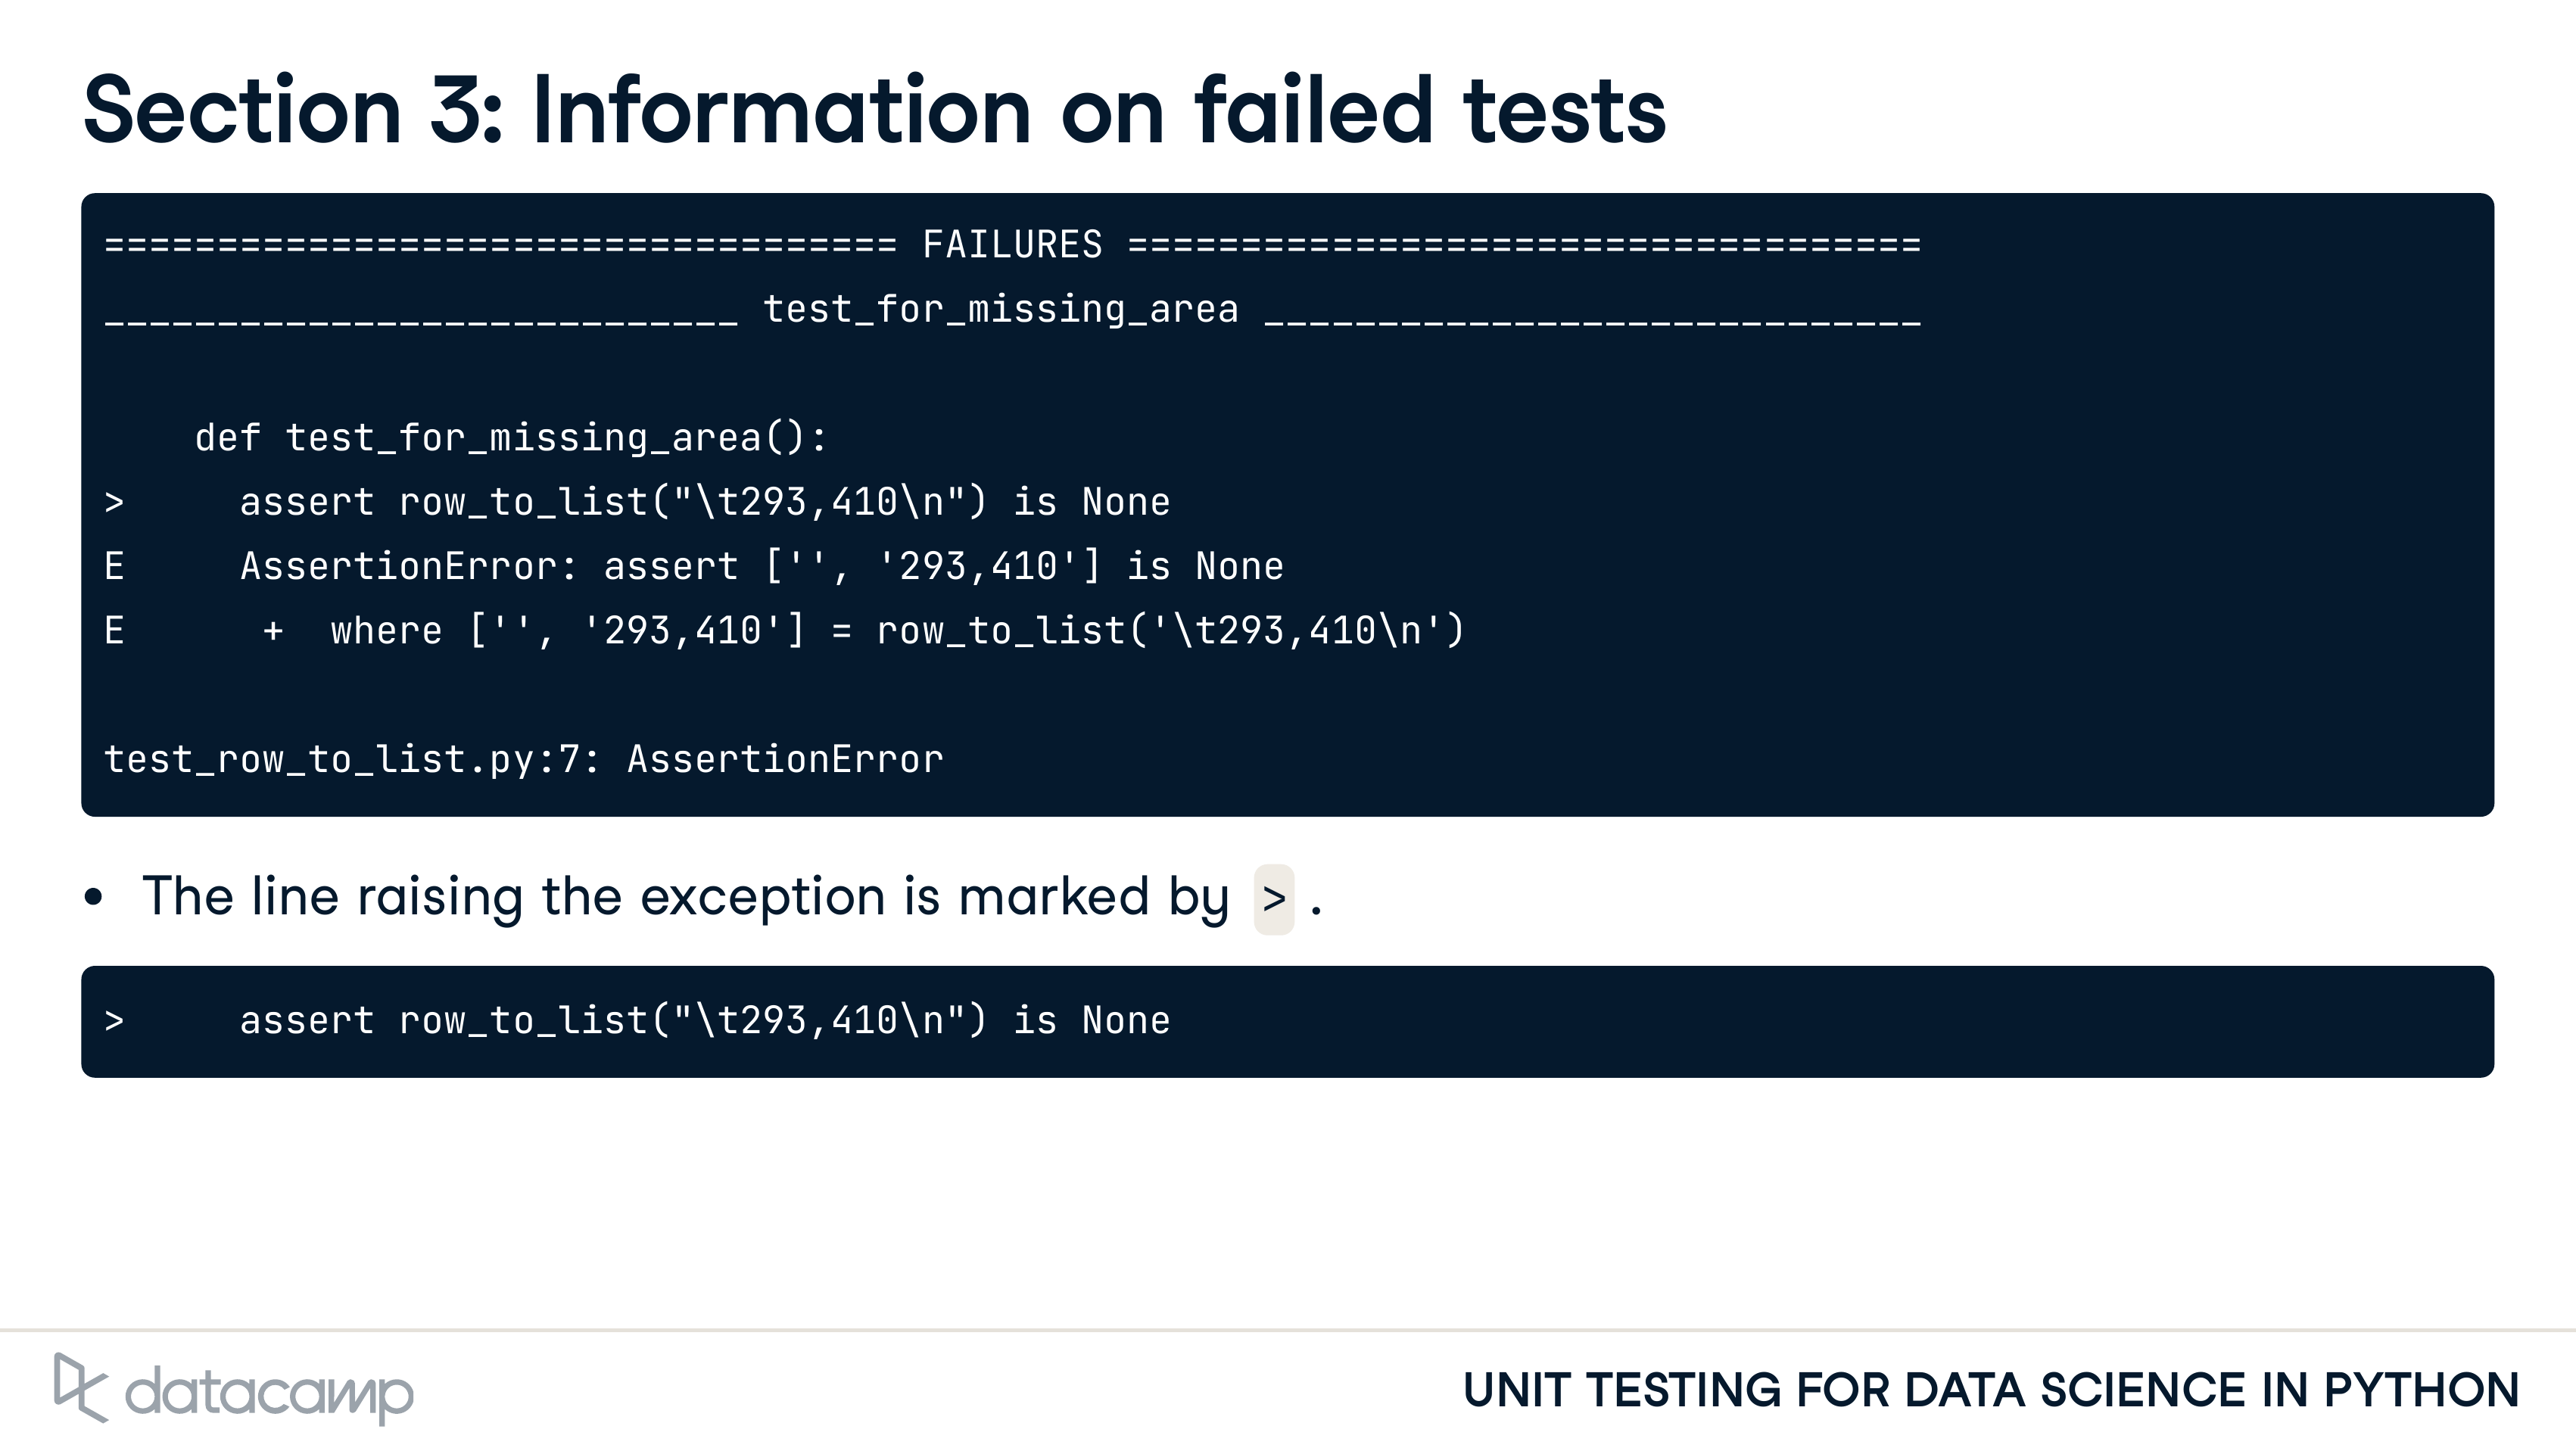 Section 3: Information on failed tests
=================================== FAILURES ===================================
____________________________ test_for_missing_area _____________________________
    def test_for_missing_area():
>     assert row_to_list("\t293,410\n") is None
E     AssertionError: assert ['', '293,410'] is None
E      +  where ['', '293,410'] = row_to_list('\t293,410\n')
test_row_to_list.py:7: AssertionError
• The line raising the exception is marked by > .
>     assert row_to_list("\t293,410\n") is None
datacamp
UNIT TESTING FOR DATA SCIENCE IN PYTHON